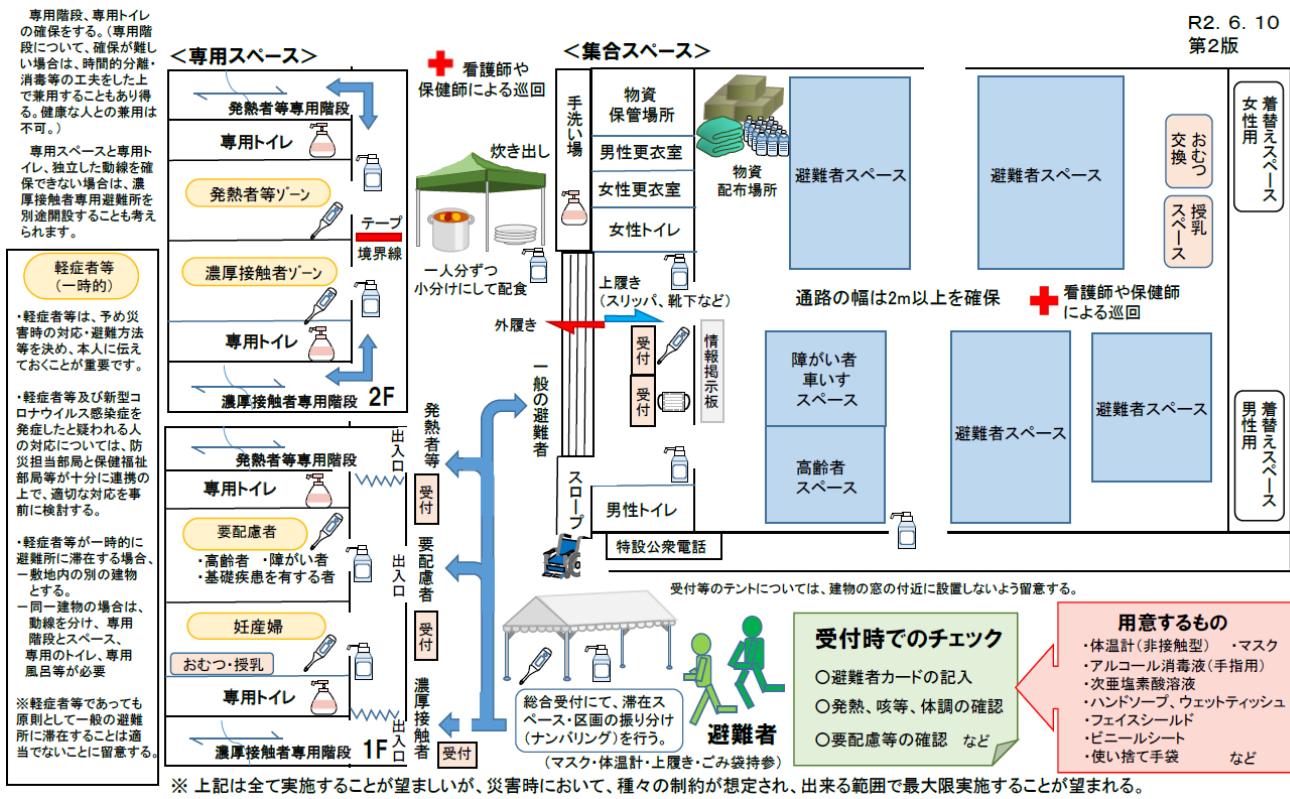 R2. 6. 10
第2版
専用階段、専用トイレ
の確保をする。(専用階
段について、確保が難し
い場合は、時間的分離・
消毒等の工夫をした上
で兼用することもあり得
る。健康な人との兼用は
不可。)
専用スペースと専用ト
イレ、独立した動線を確
保できない場合は、濃
厚接触者専用避難所を
別途開設することも考え
られます。
軽症者等
(一時的)
・軽症者等は、予め災
害時の対応・避難方法
等を決め、本人に伝え
ておくことが重要です。
・軽症者等及び新型コ
ロナウイルス感染症を
発症したと疑われる人
の対応については、防
災担当部局と保健福祉
部局等が十分に連携の
上で、適切な対応を事
前に検討する。
・軽症者等が一時的に
避難所に滞在する場合、
－敷地内の別の建物
とする。
－同一建物の場合は、
動線を分け、専用
階段とスペース、
専用のトイレ、専用
風呂等が必要
※軽症者等であっても
原則として一般の避難
所に滞在することは適
当でないことに留意する。
＜専用スペース＞
発熱者等専用階段
専用トイレ
発熱者等ゾーン
テープ
境界線
濃厚接触者ゾーン
専用トイレ
濃厚接触者専用階段 2F
発熱者等専用階段
専用トイレ
要配慮者
・高齢者 ・障がい者
・基礎疾患を有する者
妊産婦
おむつ・授乳
専用トイレ
濃厚接触者専用階段 1F
出入口
出入口
出入口
発熱者等
受付
要配慮者
受付
濃厚接触者
受付
看護師や
保健師による巡回
炊き出し
一人分ずつ
小分けにして配食
一般の避難者
＜集合スペース＞
手洗い場
物資
保管場所
男性更衣室
女性更衣室
女性トイレ
物資
配布場所
避難者スペース
避難者スペース
おむつ
交換
授乳
スペース
女性用
着替えスペース
上履き
(スリッパ、靴下など)
外履き
通路の幅は2m以上を確保
看護師や保健師
による巡回
受付
受付
情報掲示板
障がい者
車いす
スペース
高齢者
スペース
避難者スペース
避難者スペース
男性用
着替えスペース
スロープ
男性トイレ
特設公衆電話
受付等のテントについては、建物の窓の付近に設置しないよう留意する。
総合受付にて、滞在ス
ペース・区画の振り分け
(ナンバリング)を行う。
避難者
(マスク・体温計・上履き・ごみ袋持参)
受付時でのチェック
○避難者カードの記入
○発熱、咳等、体調の確認
○要配慮等の確認 など
用意するもの
・体温計(非接触型) ・マスク
・アルコール消毒液(手指用)
・次亜塩素酸溶液
・ハンドソープ、ウェットティッシュ
・フェイスシールド
・ビニールシート
・使い捨て手袋 など
※ 上記は全て実施することが望ましいが、災害時において、種々の制約が想定され、出来る範囲で最大限実施することが望まれる。